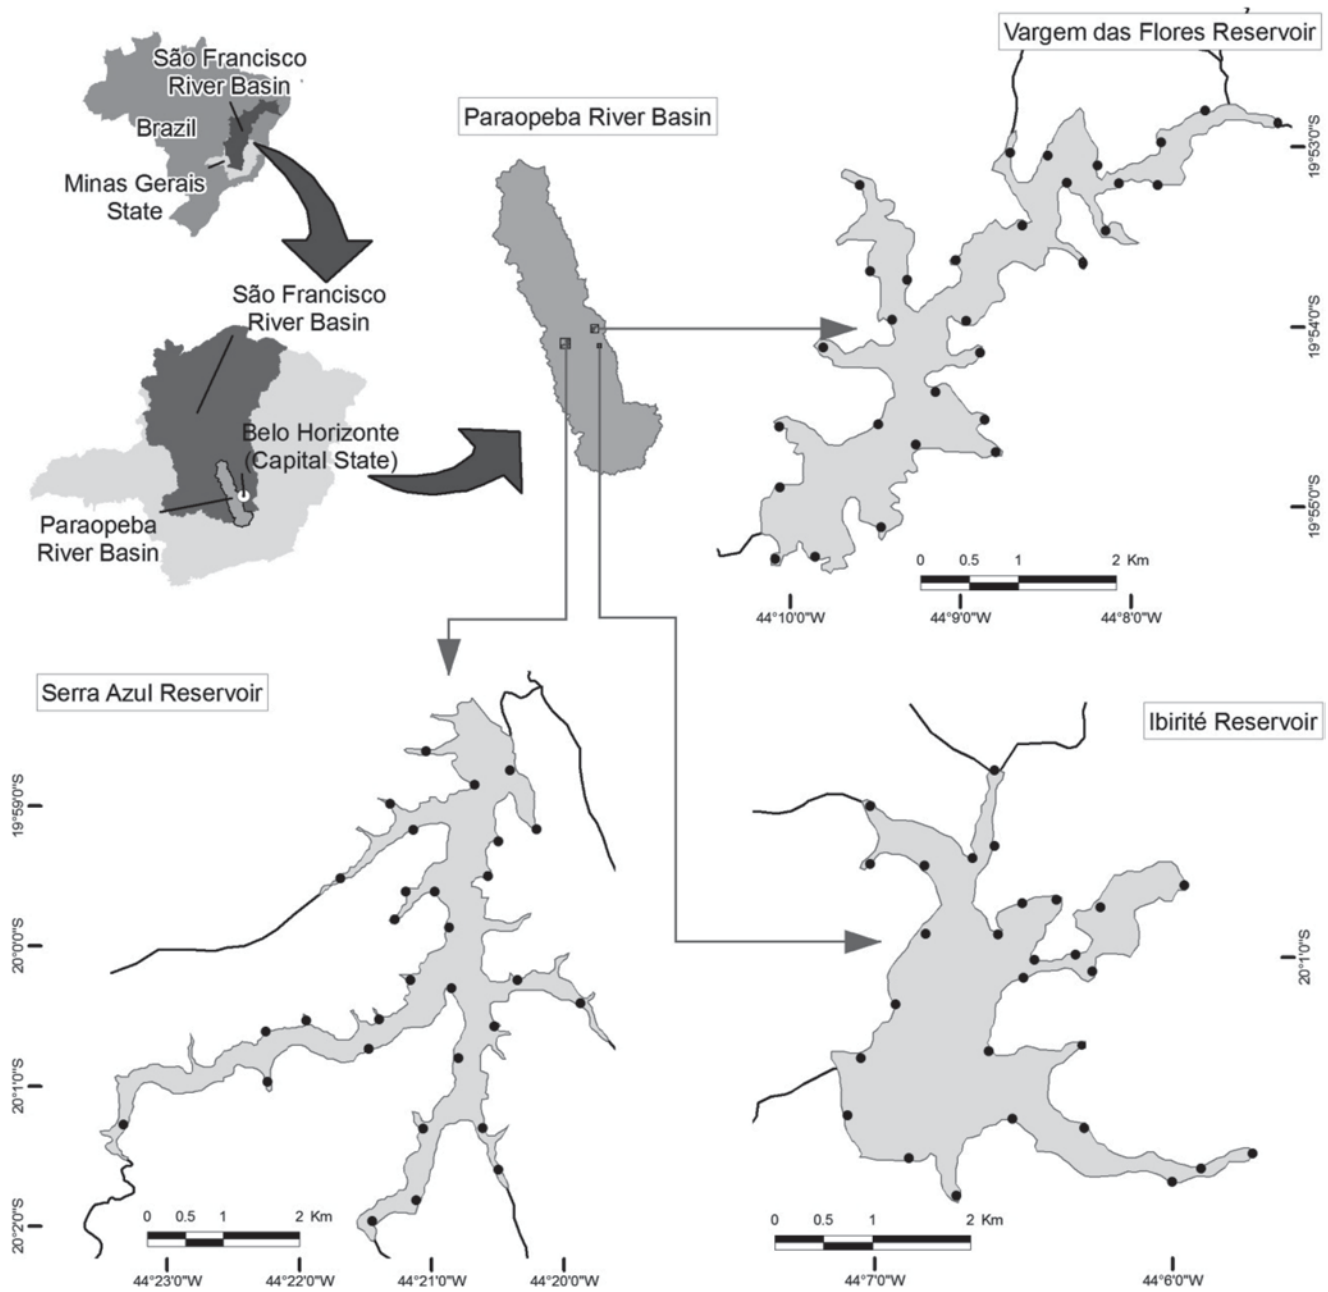 Vargem das Flores Reservoir
São Francisco
River Basin
Brazil
Minas Gerais
State
Paraopeba River Basin
19°53'0"S
19°54'0"S
19°55'0"S
0 0.5 1 2 Km
44°10'0"W 44°9'0"W 44°8'0"W
São Francisco
River Basin
Belo Horizonte
(Capital State)
Paraopeba
River Basin
Serra Azul Reservoir
19°59'0"S
20°0'0"S
20°1'0"S
20°2'0"S
0 0.5 1 2 Km
44°23'0"W 44°22'0"W 44°21'0"W 44°20'0"W
Ibirité Reservoir
20°1'0"S
0 0.5 1 2 Km
44°7'0"W 44°6'0"W